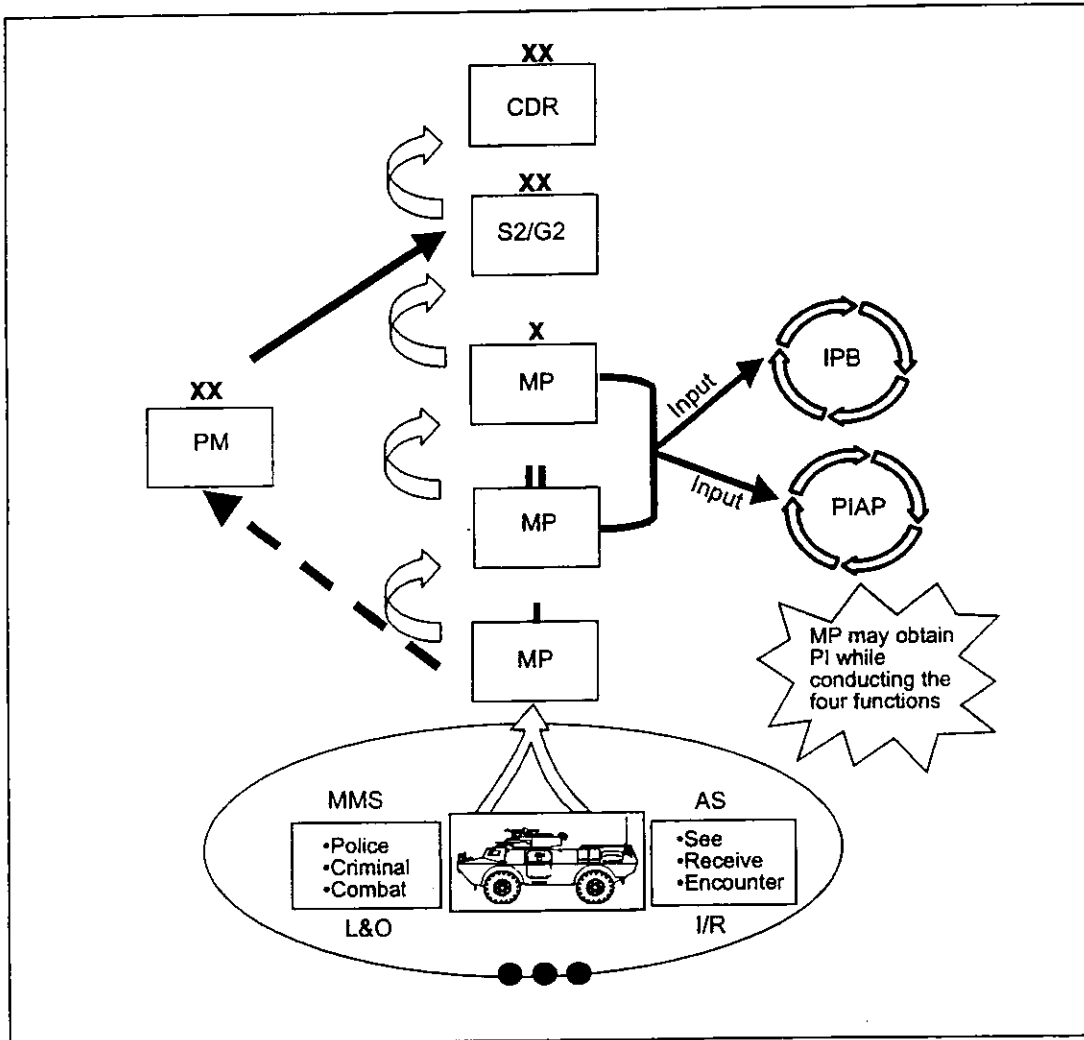 XX
CDR
XX
S2/G2
X
MP
XX
PM
II
MP
I
MP
Input
IPB
Input
PIAP
MP may obtain
PI while
conducting the
four functions
MMS
•Police
•Criminal
•Combat
L&O
AS
•See
•Receive
•Encounter
I/R